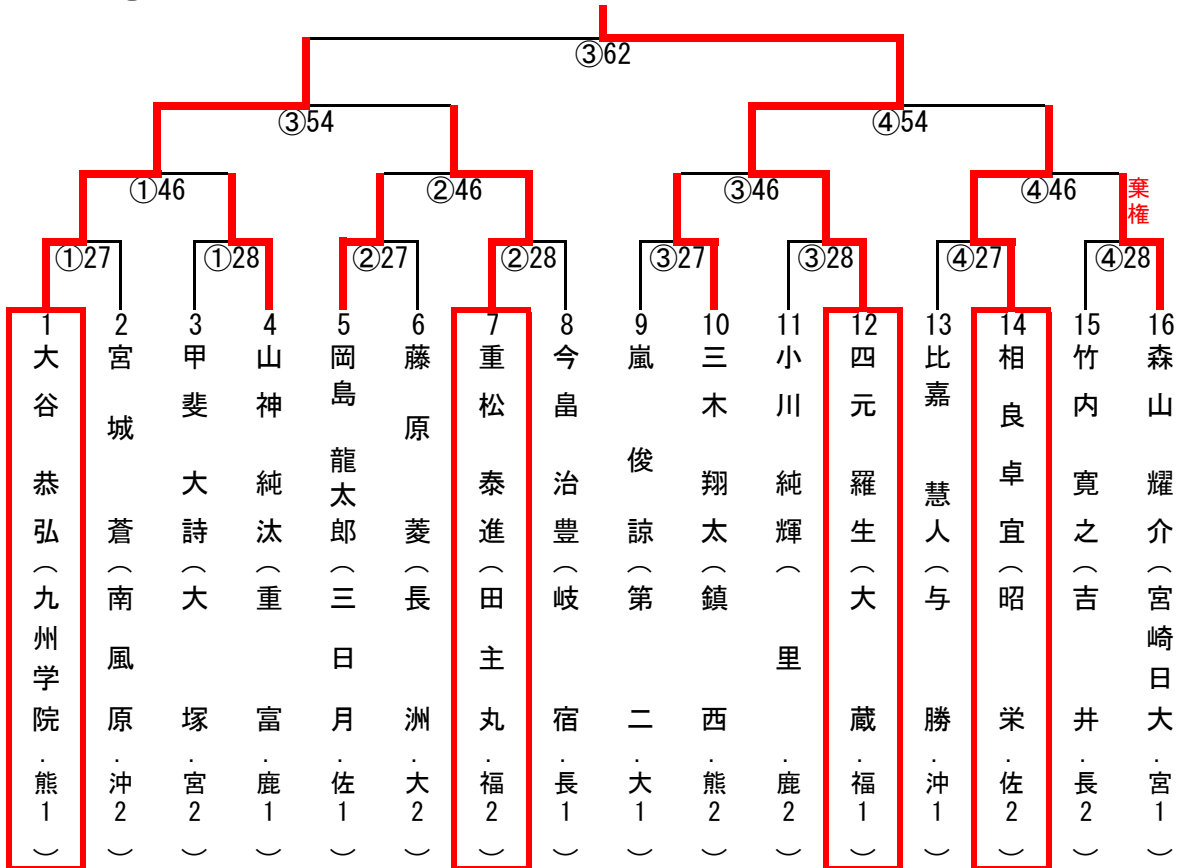 ③62
③54
④54
①46
②46
③46
④46
棄権
①27
①28
②27
②28
③27
③28
④27
④28
1 大谷 恭弘（九州学院．熊1）
2 宮城 蒼（南風原．沖2）
3 甲斐 大詩（大塚．宮2）
4 山神 純汰（重富．鹿1）
5 岡島 龍太郎（三日月．佐1）
6 藤原 菱（長洲．大2）
7 重松 泰進（田主丸．福2）
8 今畠 治豊（岐宿．長1）
9 嵐 俊諒（第二．大1）
10 三木 翔太（鎮西．熊2）
11 小川 純輝（里．鹿2）
12 四元 羅生（大蔵．福1）
13 比嘉 慧人（与勝．沖1）
14 相良 卓宜（昭栄．佐2）
15 竹内 寛之（吉井．長2）
16 森山 耀介（宮崎日大．宮1）